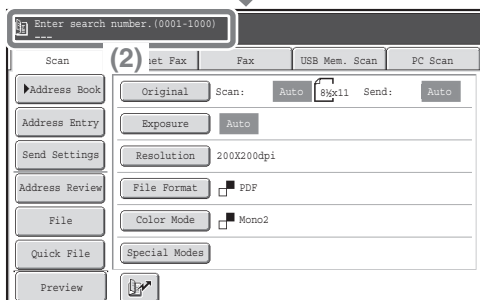 Enter search number.(0001-1000)
---
Scan
(2)
et Fax
Fax
USB Mem. Scan
PC Scan
Address Book
Original
Scan:
Auto
8½x11
Send:
Auto
Address Entry
Exposure
Auto
Send Settings
Resolution
200X200dpi
Address Review
File Format
PDF
File
Color Mode
Mono2
Quick File
Special Modes
Preview